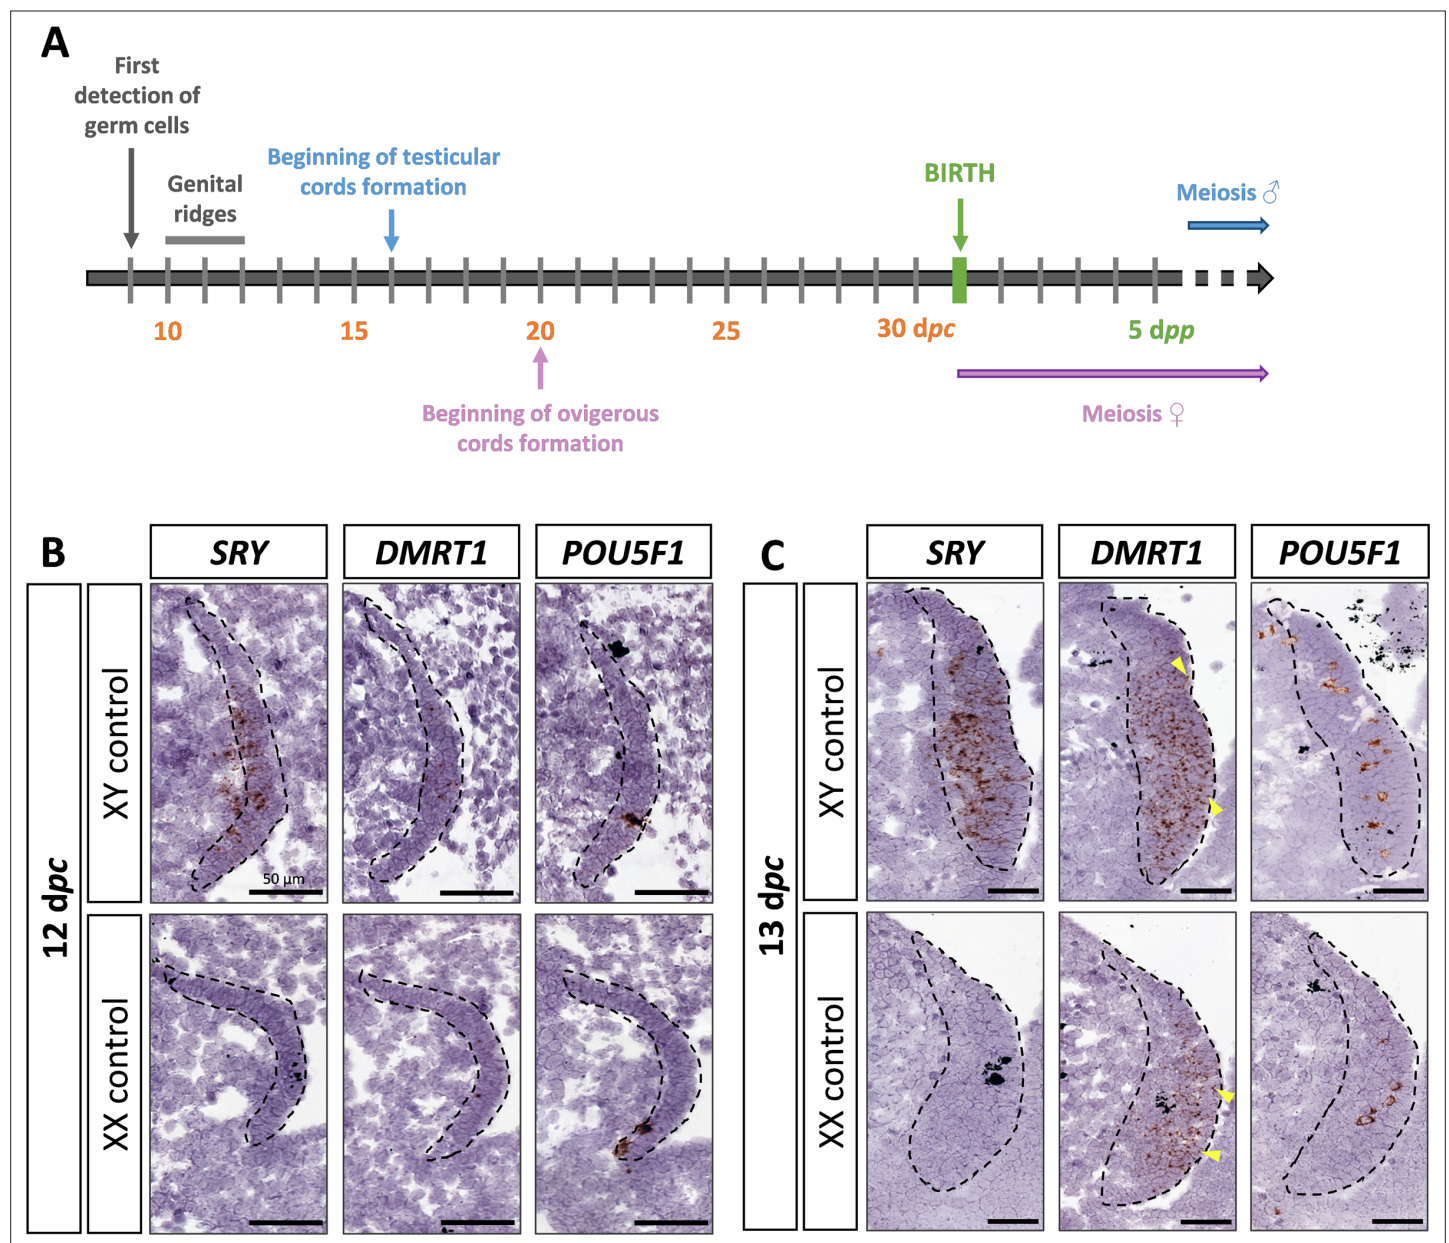 A
First
detection of
germ cells
Genital
ridges
Beginning of testicular
cords formation
BIRTH
Meiosis ♂
10
15
20
25
30 dpc
5 dpp
Beginning of ovigerous
cords formation
Meiosis ♀
B
SRY
DMRT1
POU5F1
12 dpc
XY control
50 µm
XX control
C
SRY
DMRT1
POU5F1
13 dpc
XY control
XX control